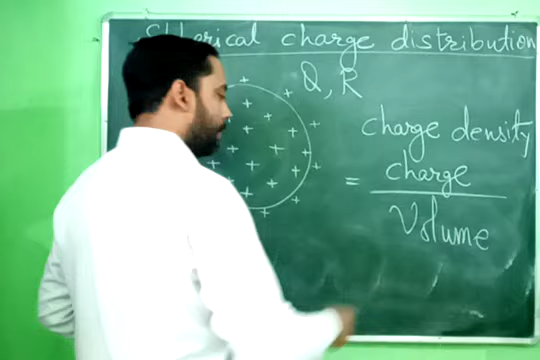 Spherical charge distribution
Q, R
charge density
= charge
Volume